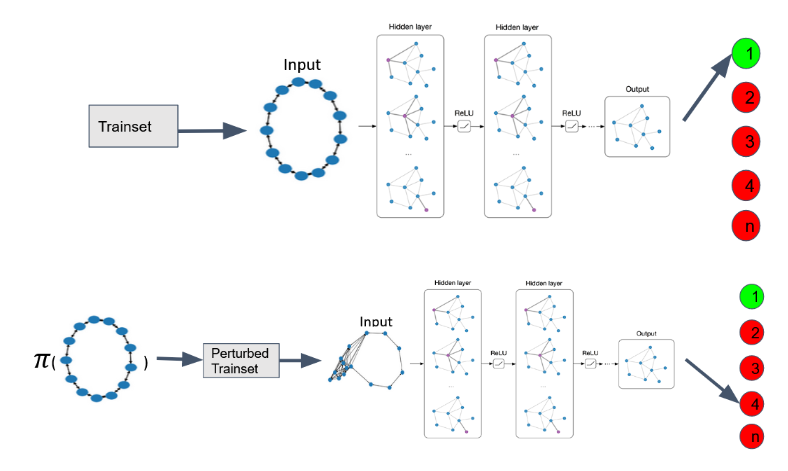 Hidden layer
Hidden layer
Input
Trainset
ReLU
ReLU
Output
...
...
1
2
3
4
n
π( )
Perturbed
Trainset
Input
Hidden layer
Hidden layer
ReLU
ReLU
Output
...
...
1
2
3
4
n